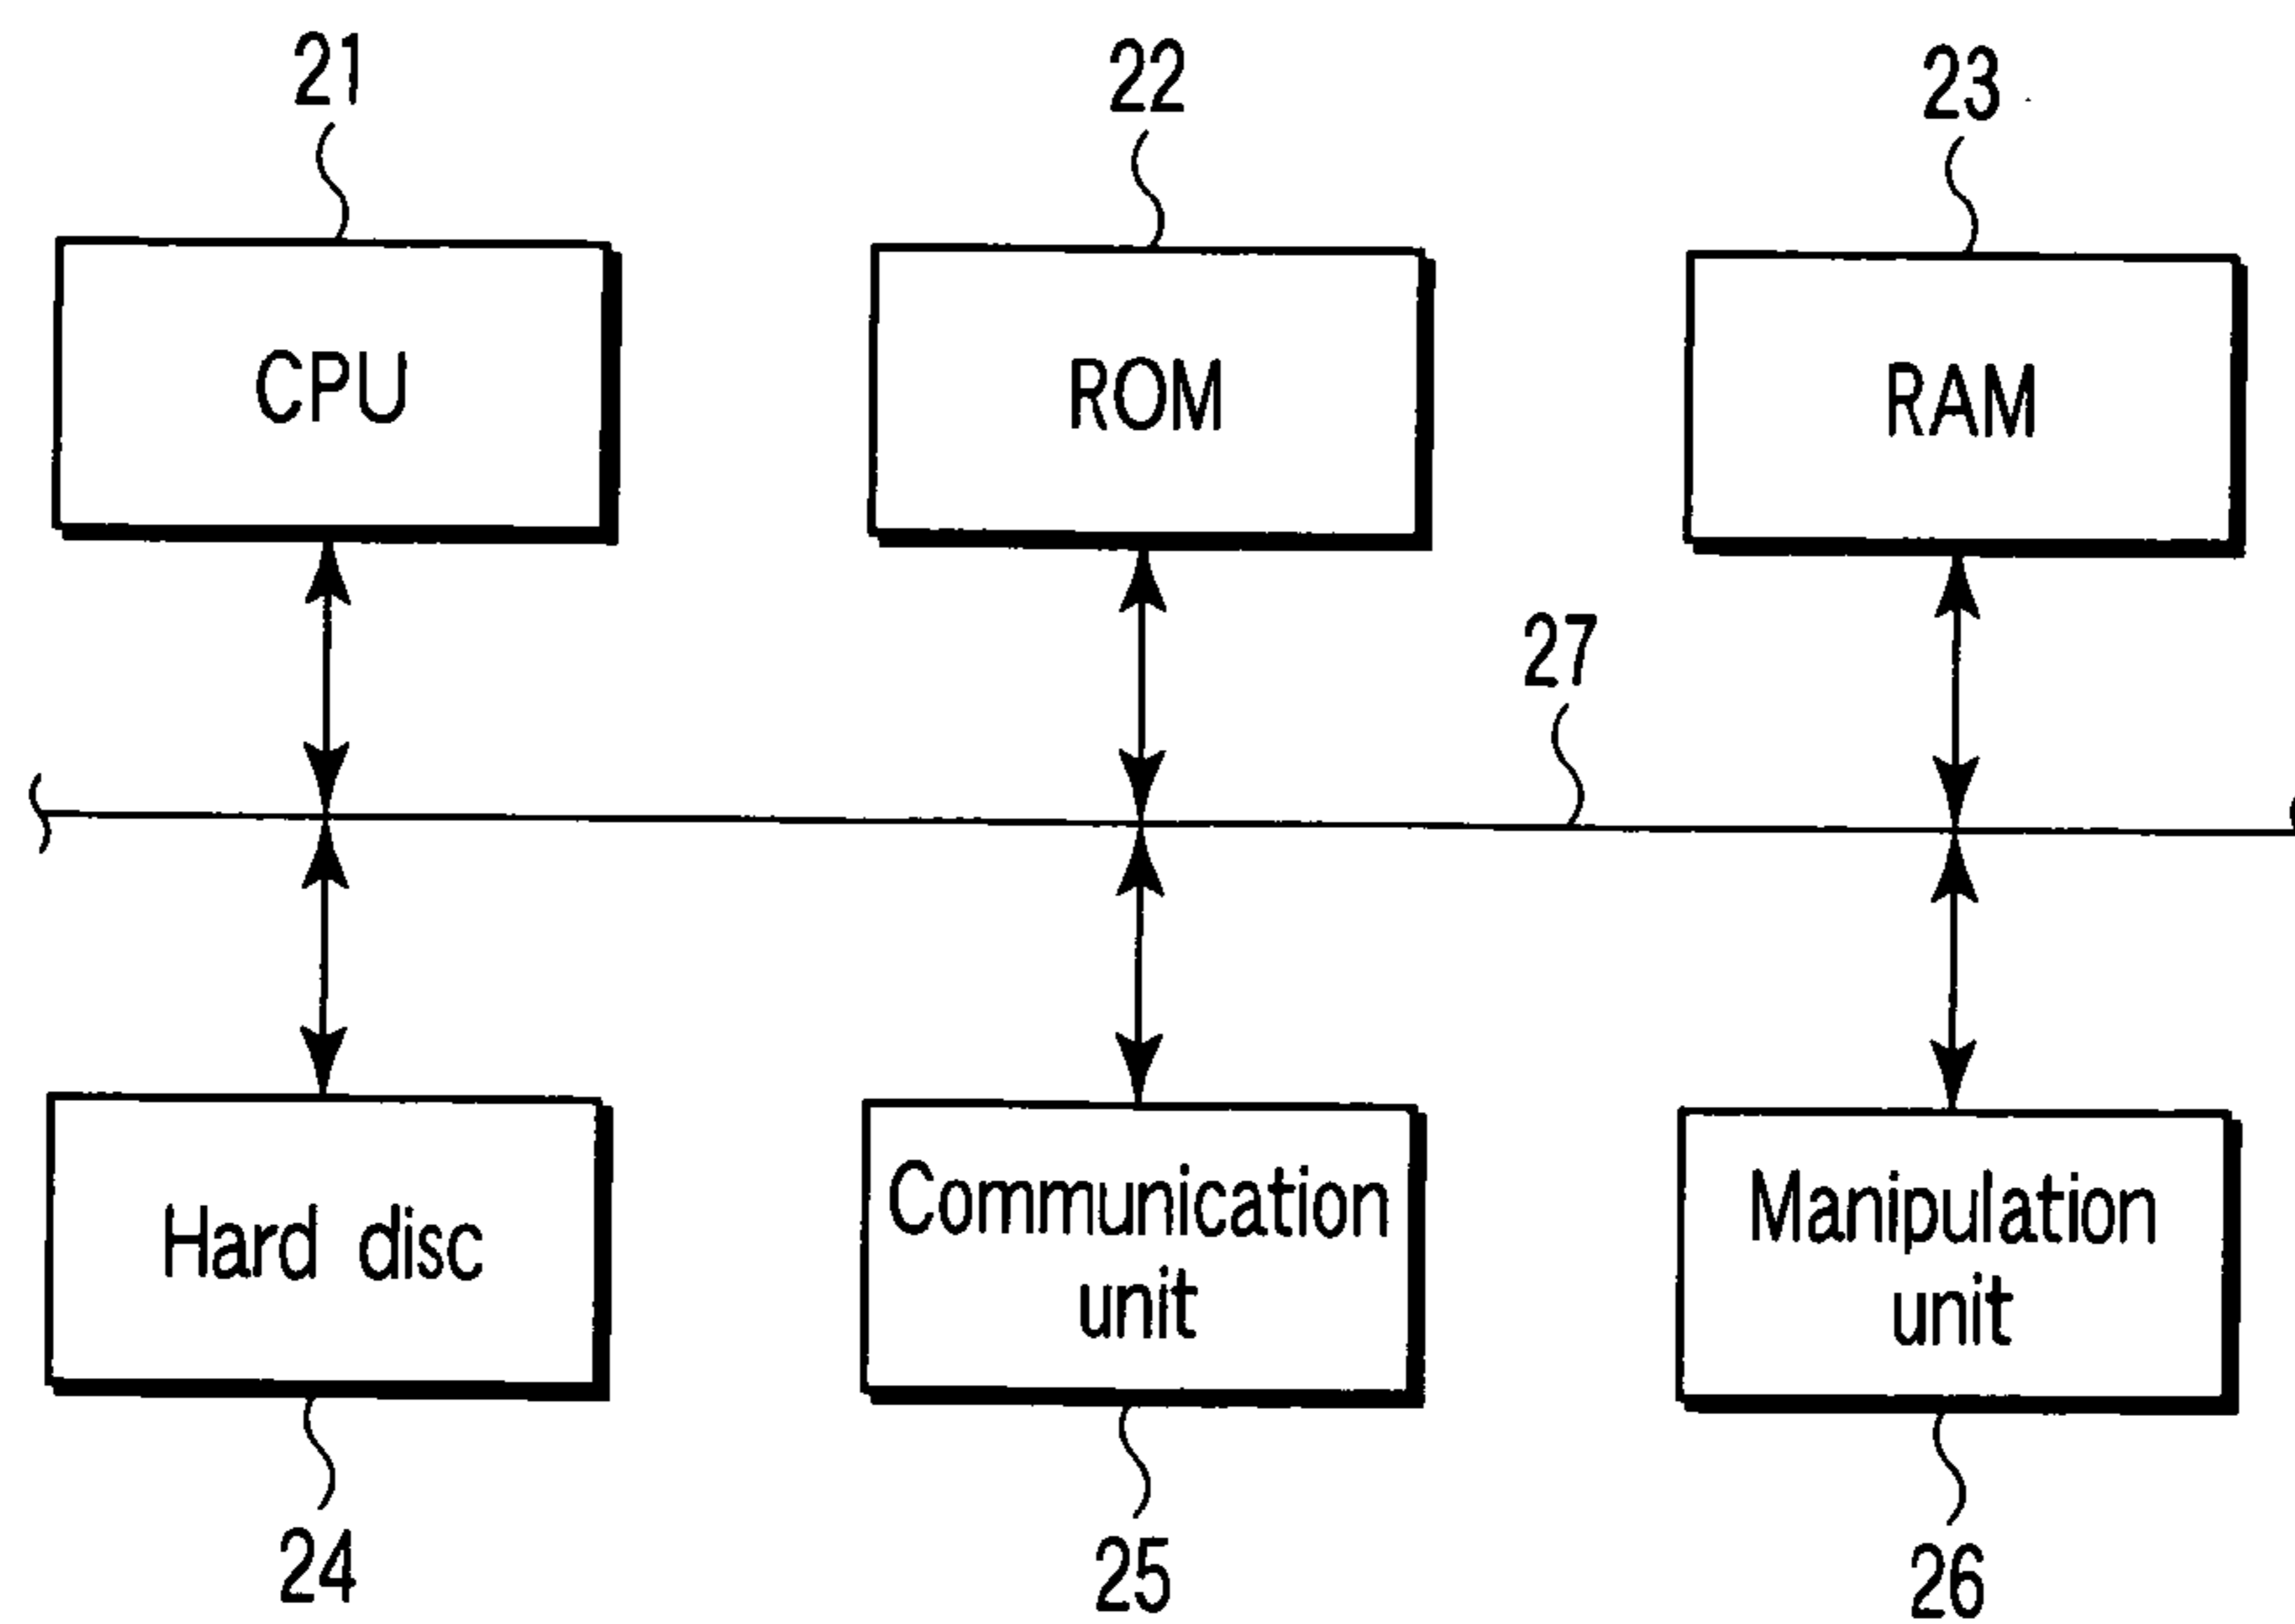 21
22
23
CPU
ROM
RAM
27
Hard disc
Communication
unit
Manipulation
unit
24
25
26